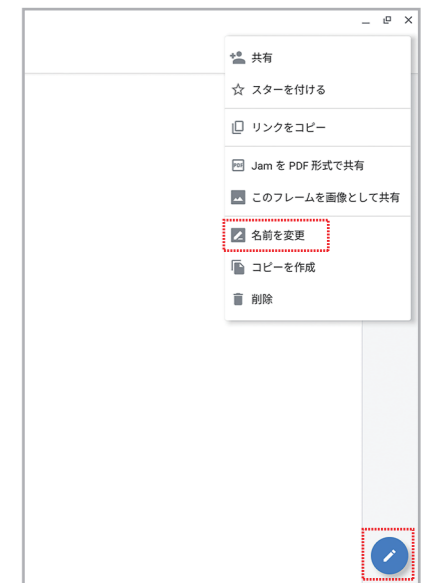 共有
スターを付ける
リンクをコピー
Jam を PDF 形式で共有
このフレームを画像として共有
名前を変更
コピーを作成
削除